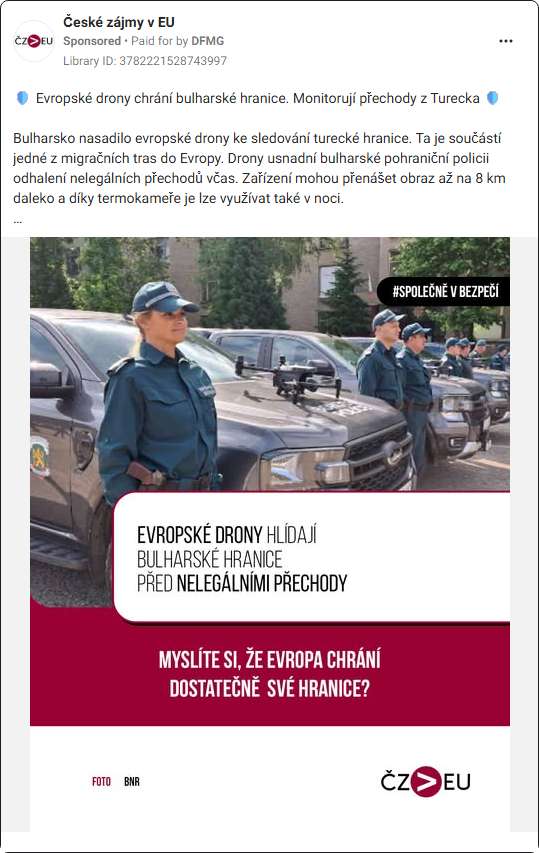 České zájmy v EU
Sponsored • Paid for by DFMG
Library ID: 3782221528743997
Evropské drony chrání bulharské hranice. Monitorují přechody z Turecka
Bulharsko nasadilo evropské drony ke sledování turecké hranice. Ta je součástí
jedné z migračních tras do Evropy. Drony usnadní bulharské pohraniční policii
odhalení nelegálních přechodů včas. Zařízení mohou přenášet obraz až na 8 km
daleko a díky termokameře je lze využívat také v noci.
...
#SPOLEČNĚ V BEZPEČÍ
EVROPSKÉ DRONY HLÍDAJÍ
BULHARSKÉ HRANICE
PŘED NELEGÁLNÍMI PŘECHODY
MYSLÍTE SI, ŽE EVROPA CHRÁNÍ
DOSTATEČNĚ SVÉ HRANICE?
FOTO BNR
ČZ>EU